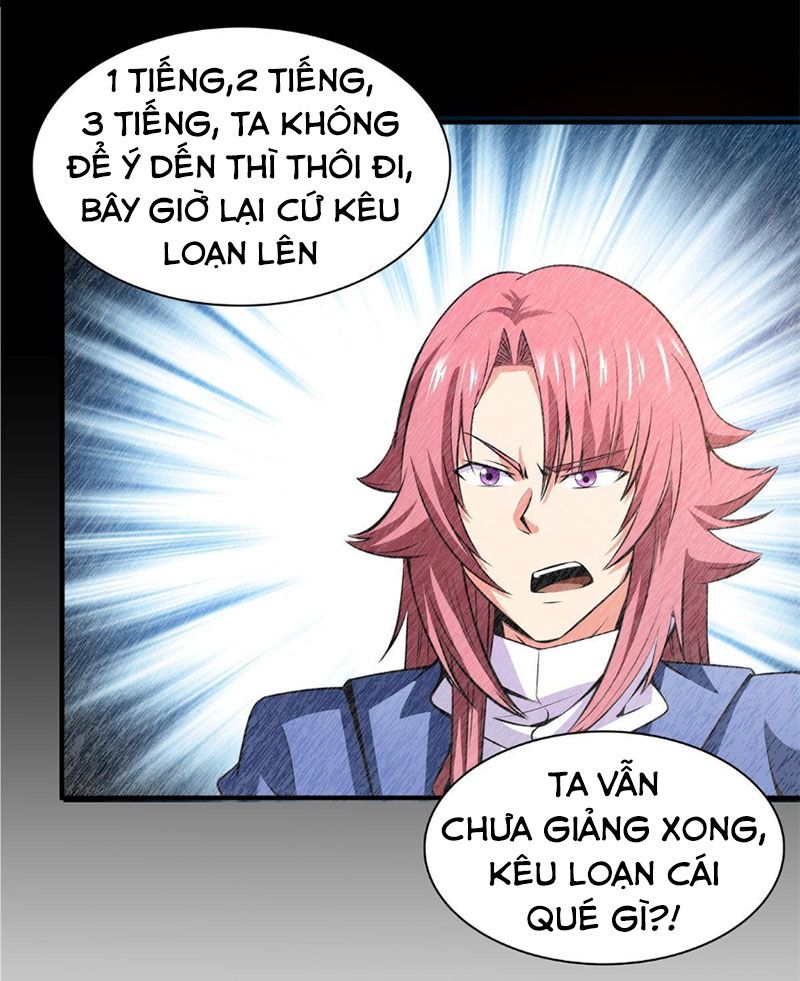 1 TIẾNG,2 TIẾNG,
3 TIẾNG, TA KHÔNG
ĐỂ Ý DẾN THÌ THÔI ĐI,
BÂY GIỜ LẠI CỨ KÊU
LOẠN LÊN
TA VẪN
CHƯA GIẢNG XONG,
KÊU LOẠN CÁI
QUÉ GÌ?!